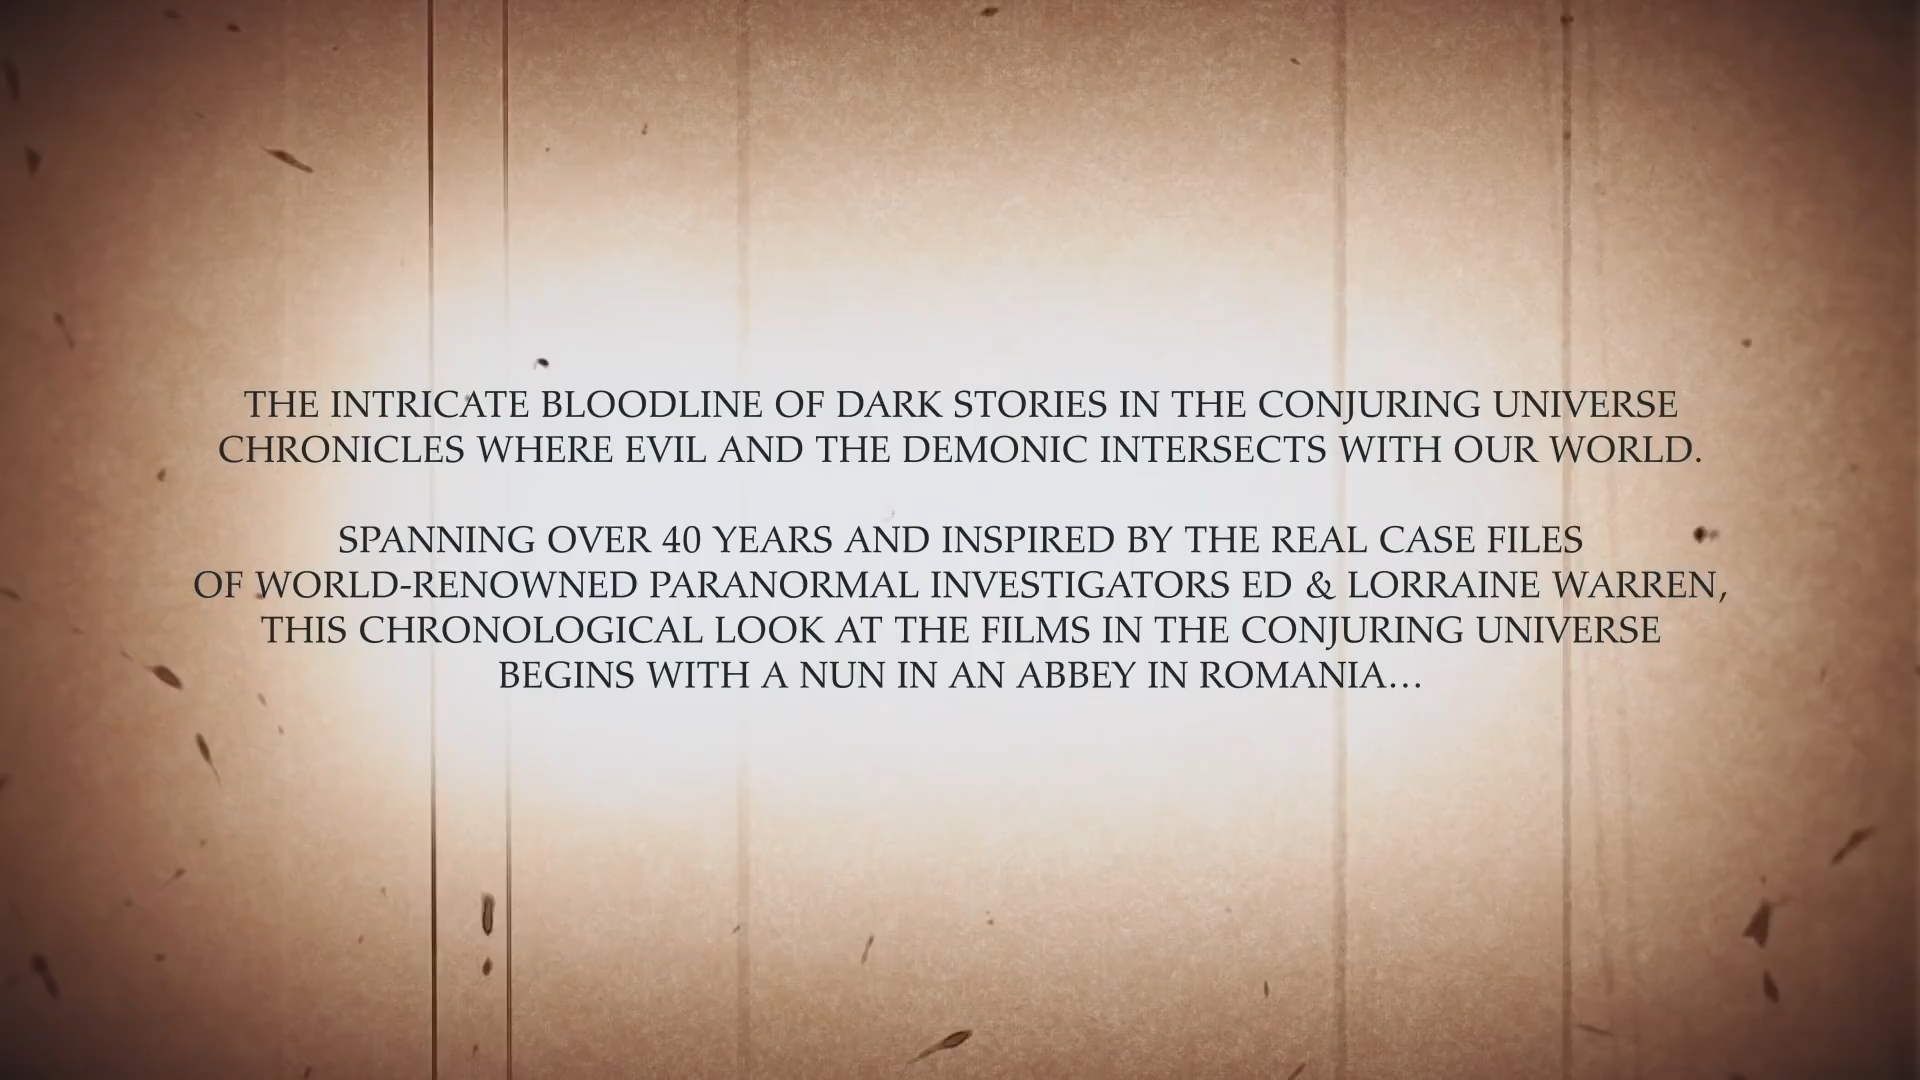 THE INTRICATE BLOODLINE OF DARK STORIES IN THE CONJURING UNIVERSE
CHRONICLES WHERE EVIL AND THE DEMONIC INTERSECTS WITH OUR WORLD.
SPANNING OVER 40 YEARS AND INSPIRED BY THE REAL CASE FILES
OF WORLD-RENOWNED PARANORMAL INVESTIGATORS ED & LORRAINE WARREN,
THIS CHRONOLOGICAL LOOK AT THE FILMS IN THE CONJURING UNIVERSE
BEGINS WITH A NUN IN AN ABBEY IN ROMANIA…